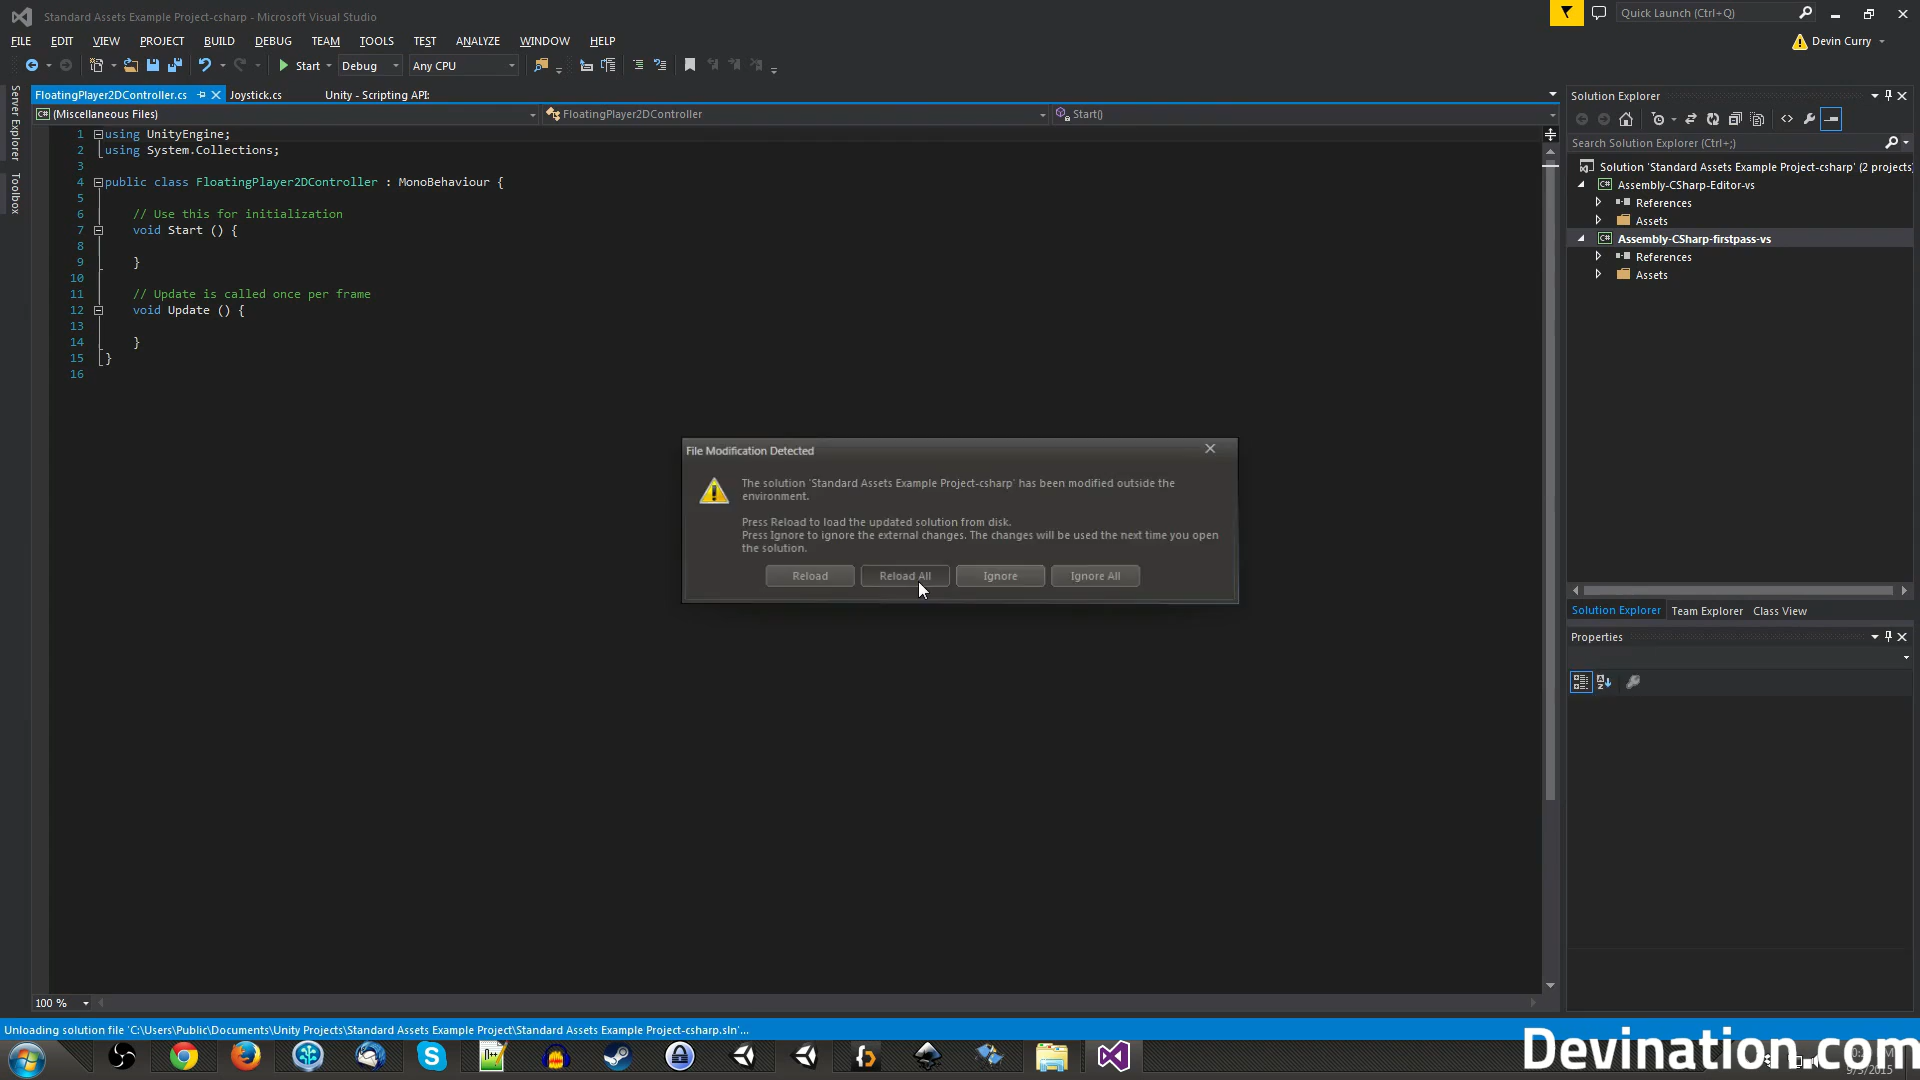 Standard Assets Example Project-csharp - Microsoft Visual Studio
Quick Launch (Ctrl+Q)
FILE EDIT VIEW PROJECT BUILD DEBUG TEAM TOOLS TEST ANALYZE WINDOW HELP
Devin Curry
Start Debug Any CPU
Server Explorer
Toolbox
FloatingPlayer2DController.cs Joystick.cs Unity - Scripting API:
(Miscellaneous Files) FloatingPlayer2DController Start()
1 using UnityEngine;
2 using System.Collections;
3
4 public class FloatingPlayer2DController : MonoBehaviour {
5
6 // Use this for initialization
7 void Start () {
8
9 }
10
11 // Update is called once per frame
12 void Update () {
13
14 }
15 }
16
File Modification Detected
The solution 'Standard Assets Example Project-csharp' has been modified outside the
environment.
Press Reload to load the updated solution from disk.
Press Ignore to ignore the external changes. The changes will be used the next time you open
the solution.
Reload Reload All Ignore Ignore All
Solution Explorer
Search Solution Explorer (Ctrl+;)
Solution 'Standard Assets Example Project-csharp' (2 projects
Assembly-CSharp-Editor-vs
References
Assets
Assembly-CSharp-firstpass-vs
References
Assets
Solution Explorer Team Explorer Class View
Properties
100 %
Unloading solution file 'C:\Users\Public\Documents\Unity Projects\Standard Assets Example Project\Standard Assets Example Project-csharp.sln'...
Devination.com